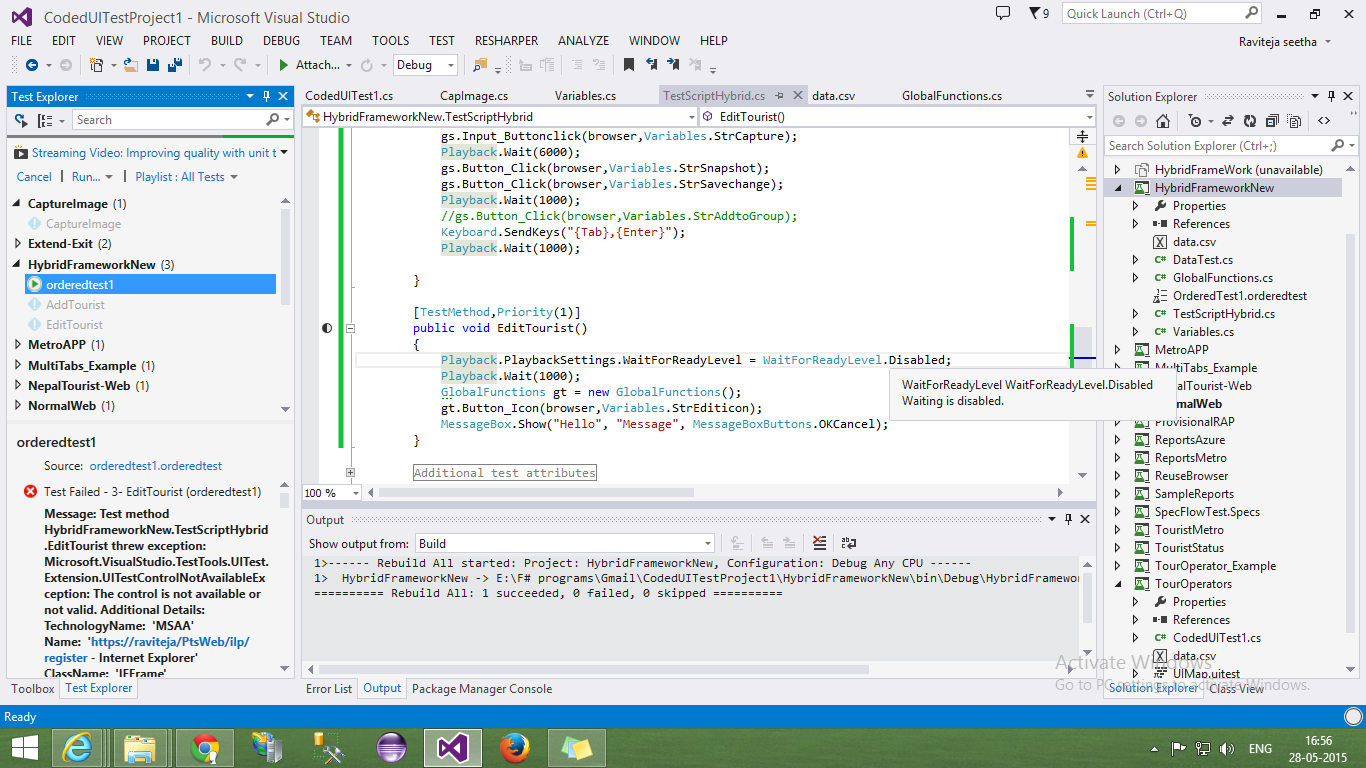 CodedUITestProject1 - Microsoft Visual Studio
9
Quick Launch (Ctrl+Q)
FILE EDIT VIEW PROJECT BUILD DEBUG TEAM TOOLS TEST RESHARPER ANALYZE WINDOW HELP
Raviteja seetha
Attach... Debug
Test Explorer
Search
Streaming Video: Improving quality with unit t
Cancel Run... Playlist : All Tests
CaptureImage (1)
CaptureImage
Extend-Exit (2)
HybridFrameworkNew (3)
orderedtest1
AddTourist
EditTourist
MetroAPP (1)
MultiTabs_Example (1)
NepalTourist-Web (1)
NormalWeb (1)
orderedtest1
Source: orderedtest1.orderedtest
Test Failed - 3- EditTourist (orderedtest1)
Message: Test method
HybridFrameworkNew.TestScriptHybrid
.EditTourist threw exception:
Microsoft.VisualStudio.TestTools.UITest.
Extension.UITestControlNotAvailableEx
ception: The control is not available or
not valid. Additional Details:
TechnologyName: 'MSAA'
Name: 'https://raviteja/PtsWeb/ilp/
register - Internet Explorer'
ClassName: 'IEFrame'
Toolbox Test Explorer
CodedUITest1.cs CapImage.cs Variables.cs TestScriptHybrid.cs data.csv GlobalFunctions.cs
HybridFrameworkNew.TestScriptHybrid EditTourist()
gs.Input_Buttonclick(browser,Variables.StrCapture);
Playback.Wait(6000);
gs.Button_Click(browser,Variables.StrSnapshot);
gs.Button_Click(browser,Variables.StrSavechange);
Playback.Wait(1000);
//gs.Button_Click(browser,Variables.StrAddtoGroup);
Keyboard.SendKeys("{Tab},{Enter}");
Playback.Wait(1000);
}
[TestMethod,Priority(1)]
public void EditTourist()
{
Playback.PlaybackSettings.WaitForReadyLevel = WaitForReadyLevel.Disabled;
Playback.Wait(1000);
GlobalFunctions gt = new GlobalFunctions();
gt.Button_Icon(browser,Variables.StrEditicon);
MessageBox.Show("Hello", "Message", MessageBoxButtons.OKCancel);
}
Additional test attributes
WaitForReadyLevel WaitForReadyLevel.Disabled
Waiting is disabled.
100 %
Output
Show output from: Build
1>------ Rebuild All started: Project: HybridFrameworkNew, Configuration: Debug Any CPU ------
1> HybridFrameworkNew -> E:\F# programs\Gmail\CodedUITestProject1\HybridFrameworkNew\bin\Debug\HybridFramewo
========== Rebuild All: 1 succeeded, 0 failed, 0 skipped ==========
Error List Output Package Manager Console
Solution Explorer
Search Solution Explorer (Ctrl+;)
HybridFrameWork (unavailable)
HybridFrameworkNew
Properties
References
data.csv
DataTest.cs
GlobalFunctions.cs
OrderedTest1.orderedtest
TestScriptHybrid.cs
Variables.cs
MetroAPP
MultiTabs_Example
alTourist-Web
malWeb
ProvisionalRAP
ReportsAzure
ReportsMetro
ReuseBrowser
SampleReports
SpecFlowTest.Specs
TouristMetro
TouristStatus
TourOperator_Example
TourOperators
Properties
References
CodedUITest1.cs
data.csv
UIMap.uitest
Solution Explorer Class View
Activate Windows
Go to PC settings to activate Windows.
Ready
ENG
16:56
28-05-2015